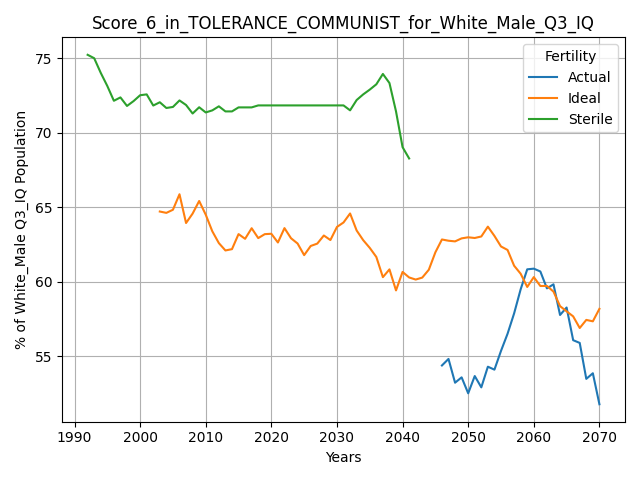 Score_6_in_TOLERANCE_COMMUNIST_for_White_Male_Q3_IQ
Fertility
Actual
Ideal
Sterile
% of White_Male Q3_IQ Population
75
70
65
60
55
1990 2000 2010 2020 2030 2040 2050 2060 2070
Years